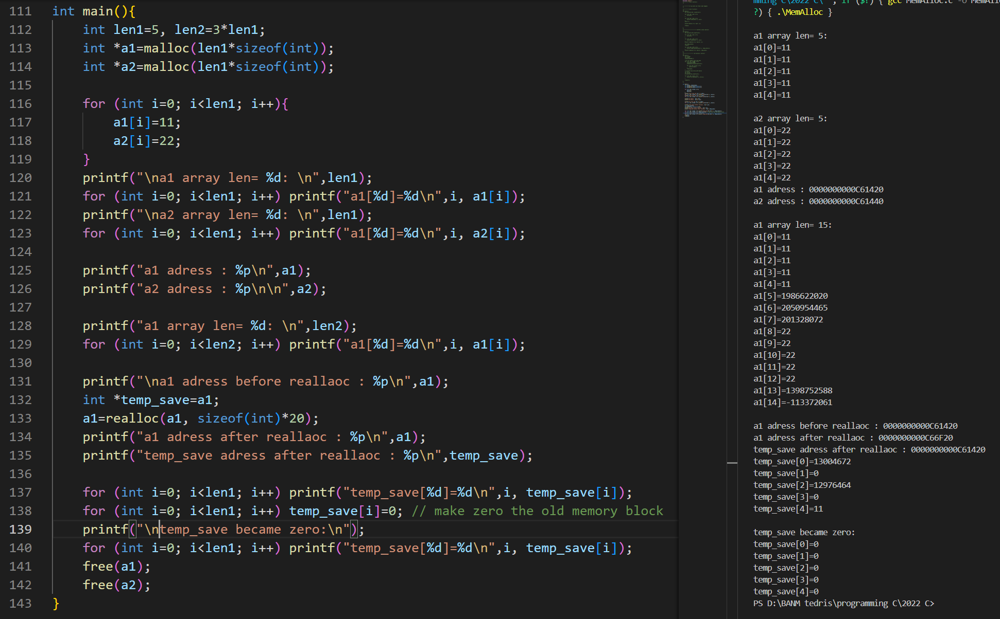 111 int main(){
112     int len1=5, len2=3*len1;
113     int *a1=malloc(len1*sizeof(int));
114     int *a2=malloc(len1*sizeof(int));
115
116     for (int i=0; i<len1; i++){
117         a1[i]=11;
118         a2[i]=22;
119     }
120     printf("\na1 array len= %d: \n",len1);
121     for (int i=0; i<len1; i++) printf("a1[%d]=%d\n",i, a1[i]);
122     printf("\na2 array len= %d: \n",len1);
123     for (int i=0; i<len1; i++) printf("a1[%d]=%d\n",i, a2[i]);
124
125     printf("a1 adress : %p\n",a1);
126     printf("a2 adress : %p\n\n",a2);
127
128     printf("a1 array len= %d: \n",len2);
129     for (int i=0; i<len2; i++) printf("a1[%d]=%d\n",i, a1[i]);
130
131     printf("\na1 adress before reallaoc : %p\n",a1);
132     int *temp_save=a1;
133     a1=realloc(a1, sizeof(int)*20);
134     printf("a1 adress after reallaoc : %p\n",a1);
135     printf("temp_save adress after reallaoc : %p\n",temp_save);
136
137     for (int i=0; i<len1; i++) printf("temp_save[%d]=%d\n",i, temp_save[i]);
138     for (int i=0; i<len1; i++) temp_save[i]=0; // make zero the old memory block
139     printf("\ntemp_save became zero:\n");
140     for (int i=0; i<len1; i++) printf("temp_save[%d]=%d\n",i, temp_save[i]);
141     free(a1);
142     free(a2);
143 }
mming C\2022 C\" ; if ($?) { gcc MemAlloc.c -o MemAll
?) { .\MemAlloc }

a1 array len= 5:
a1[0]=11
a1[1]=11
a1[2]=11
a1[3]=11
a1[4]=11

a2 array len= 5:
a1[0]=22
a1[1]=22
a1[2]=22
a1[3]=22
a1[4]=22
a1 adress : 0000000000C61420
a2 adress : 0000000000C61440

a1 array len= 15:
a1[0]=11
a1[1]=11
a1[2]=11
a1[3]=11
a1[4]=11
a1[5]=1986622020
a1[6]=2050954465
a1[7]=201328072
a1[8]=22
a1[9]=22
a1[10]=22
a1[11]=22
a1[12]=22
a1[13]=1398752588
a1[14]=-113372061

a1 adress before reallaoc : 0000000000C61420
a1 adress after reallaoc : 0000000000C66F20
temp_save adress after reallaoc : 0000000000C61420
temp_save[0]=13004672
temp_save[1]=0
temp_save[2]=12976464
temp_save[3]=0
temp_save[4]=11

temp_save became zero:
temp_save[0]=0
temp_save[1]=0
temp_save[2]=0
temp_save[3]=0
temp_save[4]=0
PS D:\BANM tedris\programming C\2022 C>